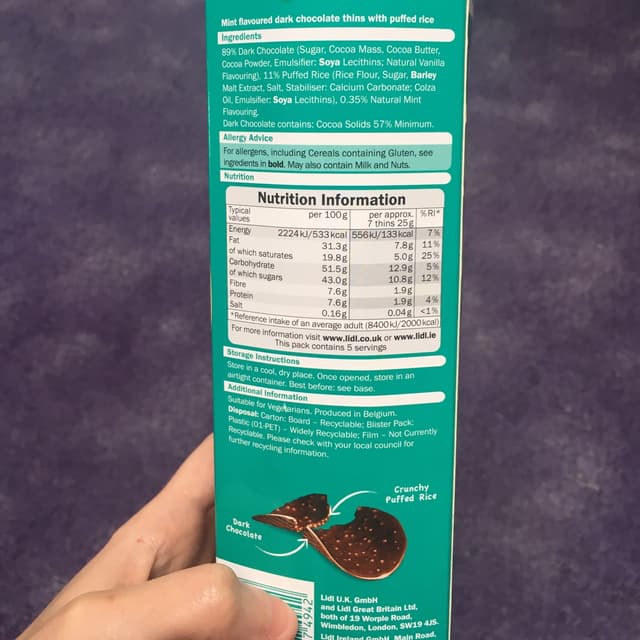 Mint flavoured dark chocolate thins with puffed rice
Ingredients
89% Dark Chocolate (Sugar, Cocoa Mass, Cocoa Butter,
Cocoa Powder, Emulsifier: Soya Lecithins; Natural Vanilla
Flavouring), 11% Puffed Rice (Rice Flour, Sugar, Barley
Malt Extract, Salt, Stabiliser: Calcium Carbonate; Colza
Oil, Emulsifier: Soya Lecithins), 0.35% Natural Mint
Flavouring.
Dark Chocolate contains: Cocoa Solids 57% Minimum.
Allergy Advice
For allergens, including Cereals containing Gluten, see
ingredients in bold. May also contain Milk and Nuts.
Nutrition
Nutrition Information
Typical values per 100g per approx. 7 thins 25g %RI*
Energy 2224kJ/533kcal 556kJ/133kcal 7%
Fat 31.3g 7.8g 11%
of which saturates 19.8g 5.0g 25%
Carbohydrate 51.5g 12.9g 5%
of which sugars 43.0g 10.8g 12%
Fibre 7.6g 1.9g
Protein 7.6g 1.9g 4%
Salt 0.16g 0.04g <1%
*Reference intake of an average adult (8400kJ/2000kcal)
For more information visit www.lidl.co.uk or www.lidl.ie
This pack contains 5 servings
Storage Instructions
Store in a cool, dry place. Once opened, store in an
airtight container. Best before: see base.
Additional Information
Suitable for Vegetarians. Produced in Belgium.
Disposal: Carton: Board – Recyclable; Blister Pack:
Plastic (01-PET) – Widely Recyclable; Film – Not Currently
Recyclable. Please check with your local council for
further recycling information.
Crunchy
Puffed Rice
Dark
Chocolate
74942
Lidl U.K. GmbH
and Lidl Great Britain Ltd,
both of 19 Worple Road,
Wimbledon, London, SW19 4JS.
Lidl Ireland GmbH, Main Road,